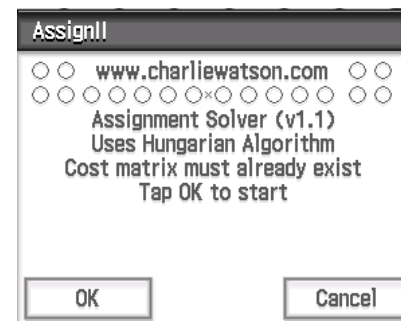 AssignII
www.charliewatson.com
Assignment Solver (v1.1)
Uses Hungarian Algorithm
Cost matrix must already exist
Tap OK to start
OK Cancel